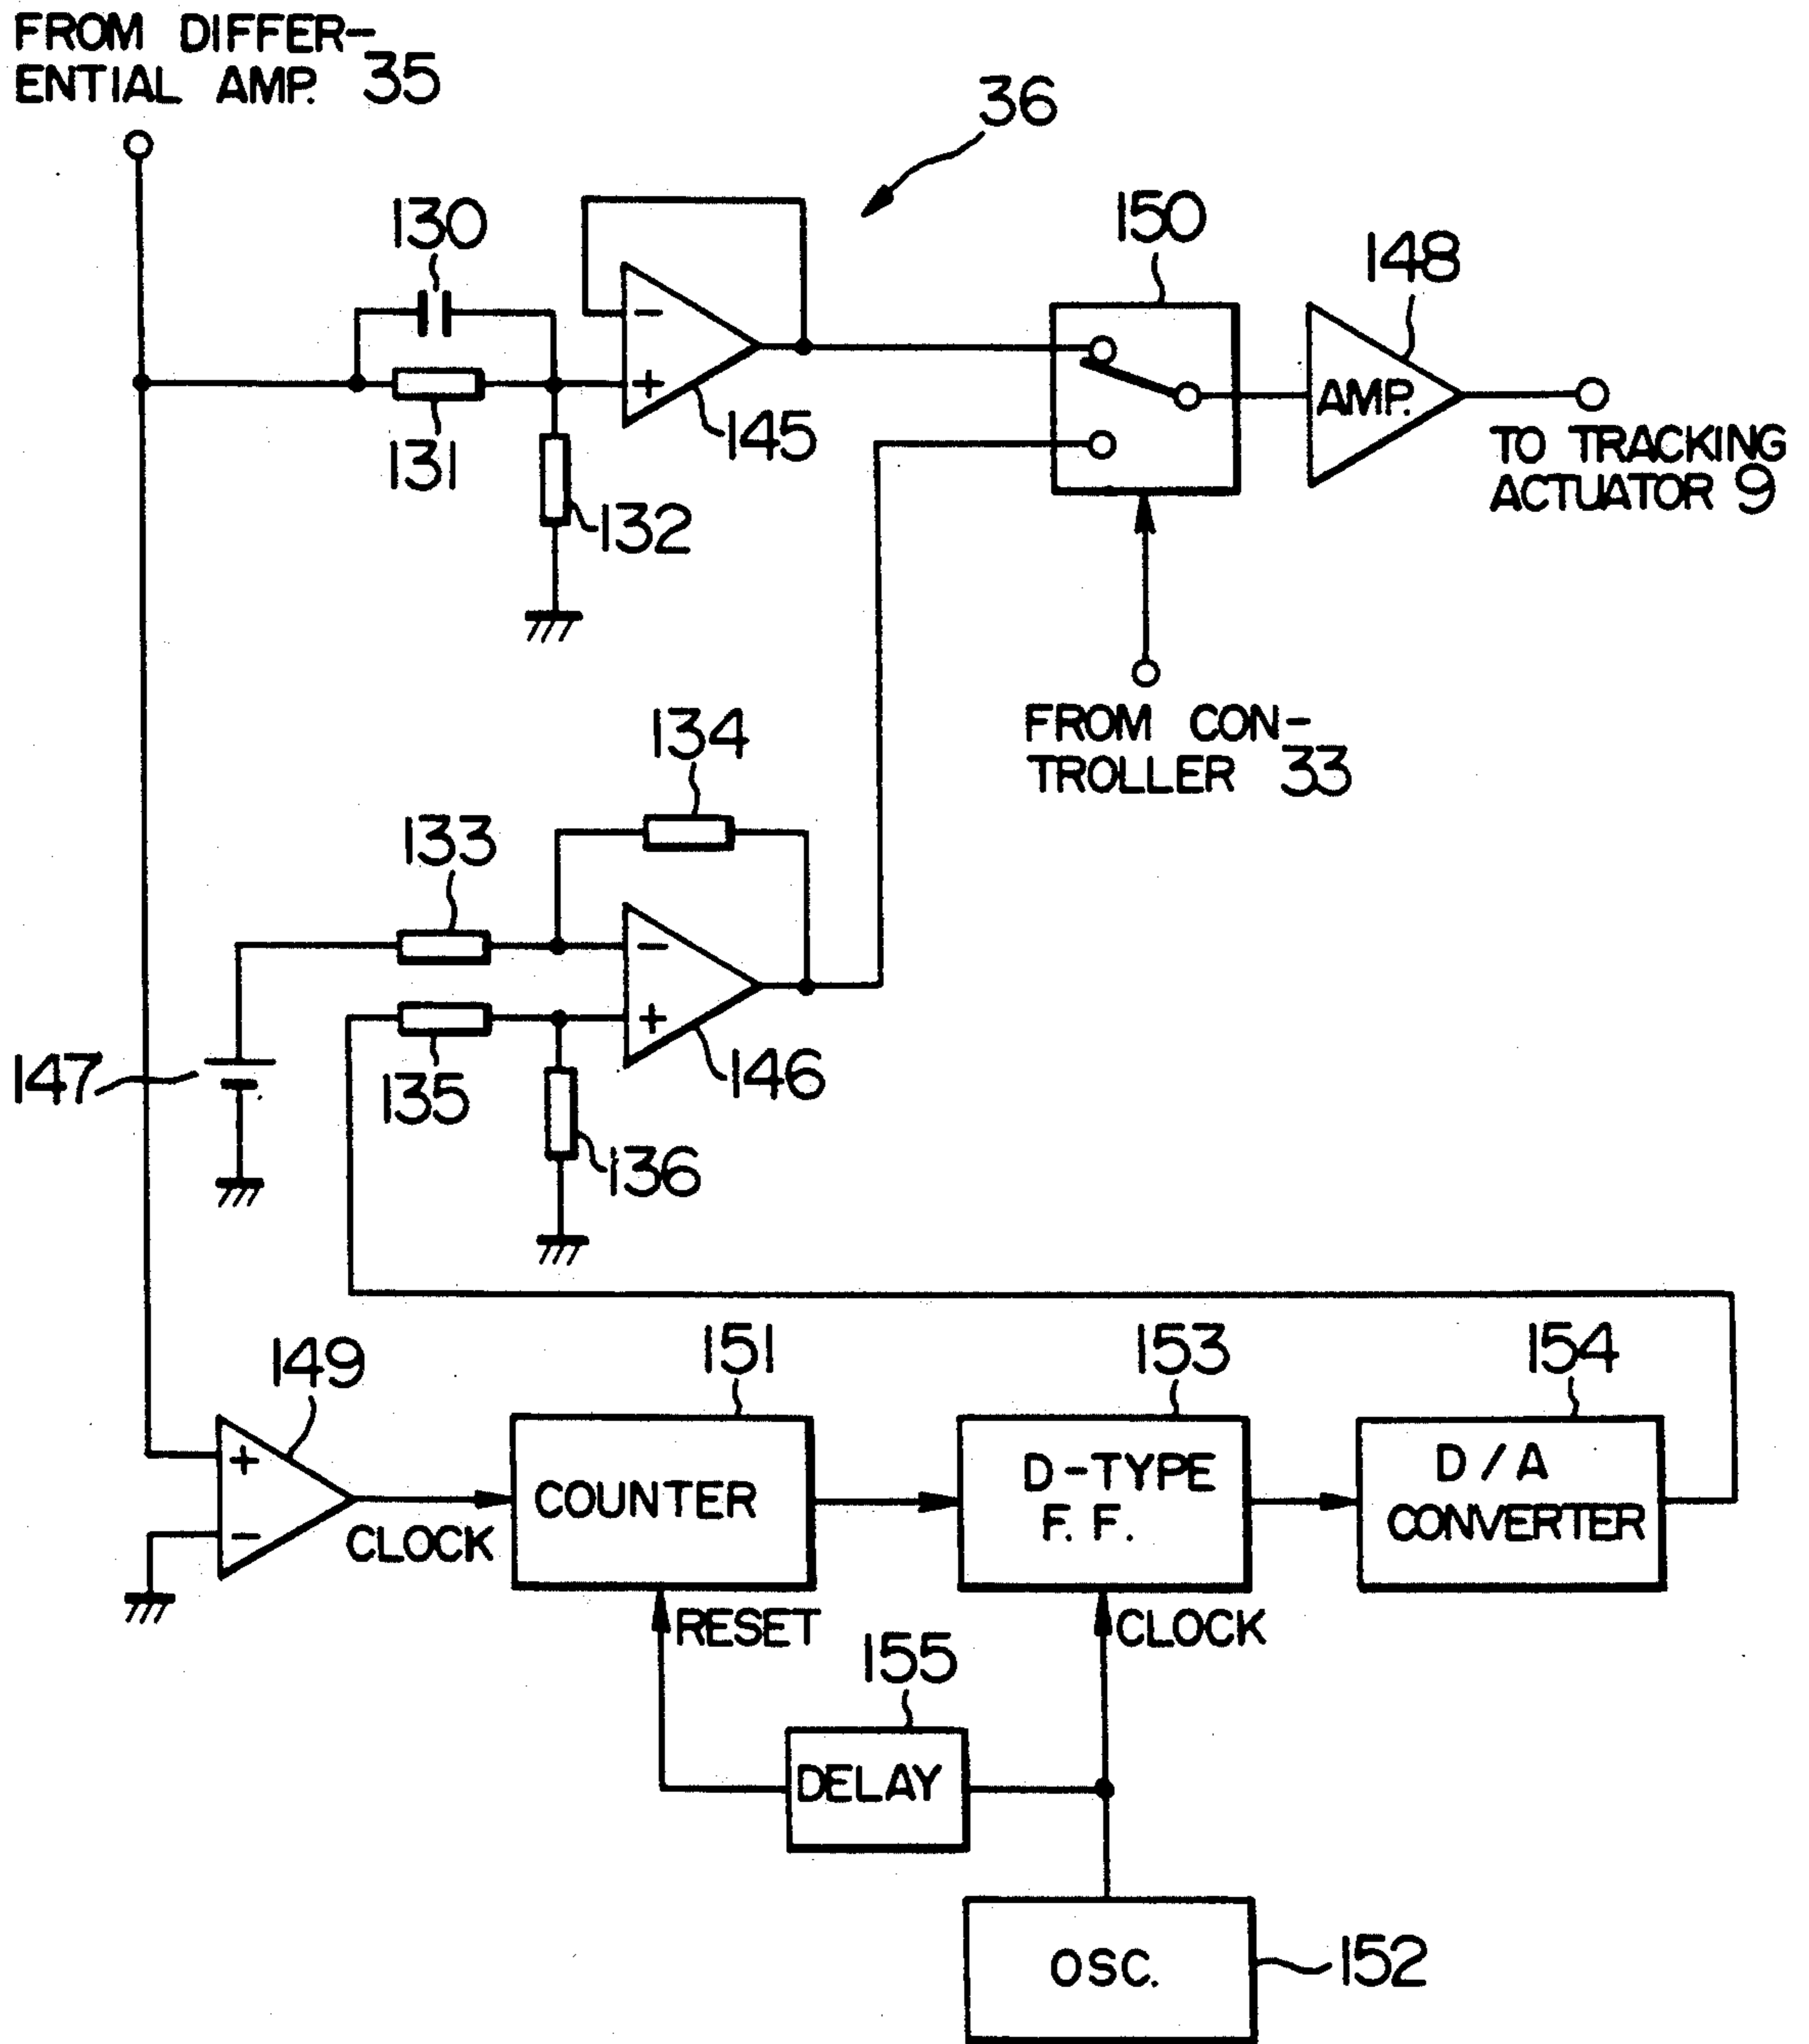 FROM DIFFER-
ENTIAL AMP. 35
36
130
150
148
-
+
AMP.
131
145
TO TRACKING
ACTUATOR 9
132
134
FROM CON-
TROLLER 33
133
-
+
147
135
146
136
149
151
153
154
+
-
CLOCK
COUNTER
D-TYPE
F. F.
D/A
CONVERTER
RESET
CLOCK
155
DELAY
OSC.
152